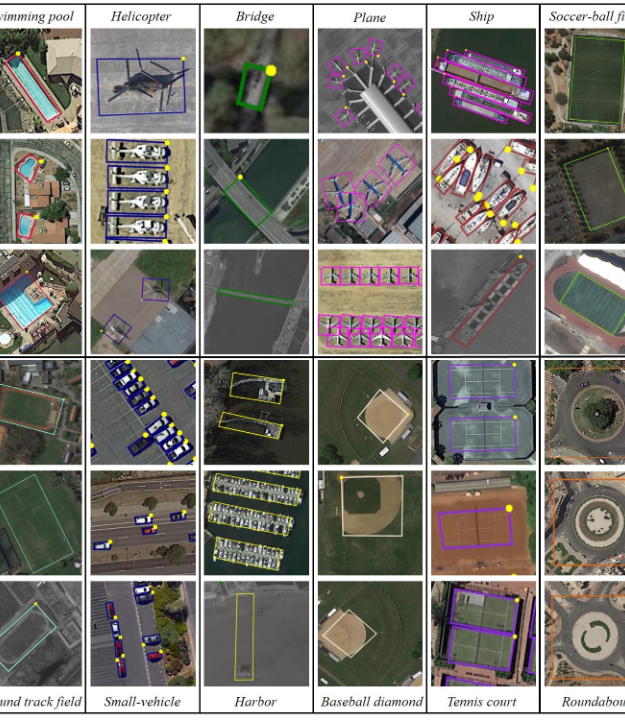 wimming pool
Helicopter
Bridge
Plane
Ship
Soccer-ball fi
und track field
Small-vehicle
Harbor
Baseball diamond
Tennis court
Roundabou